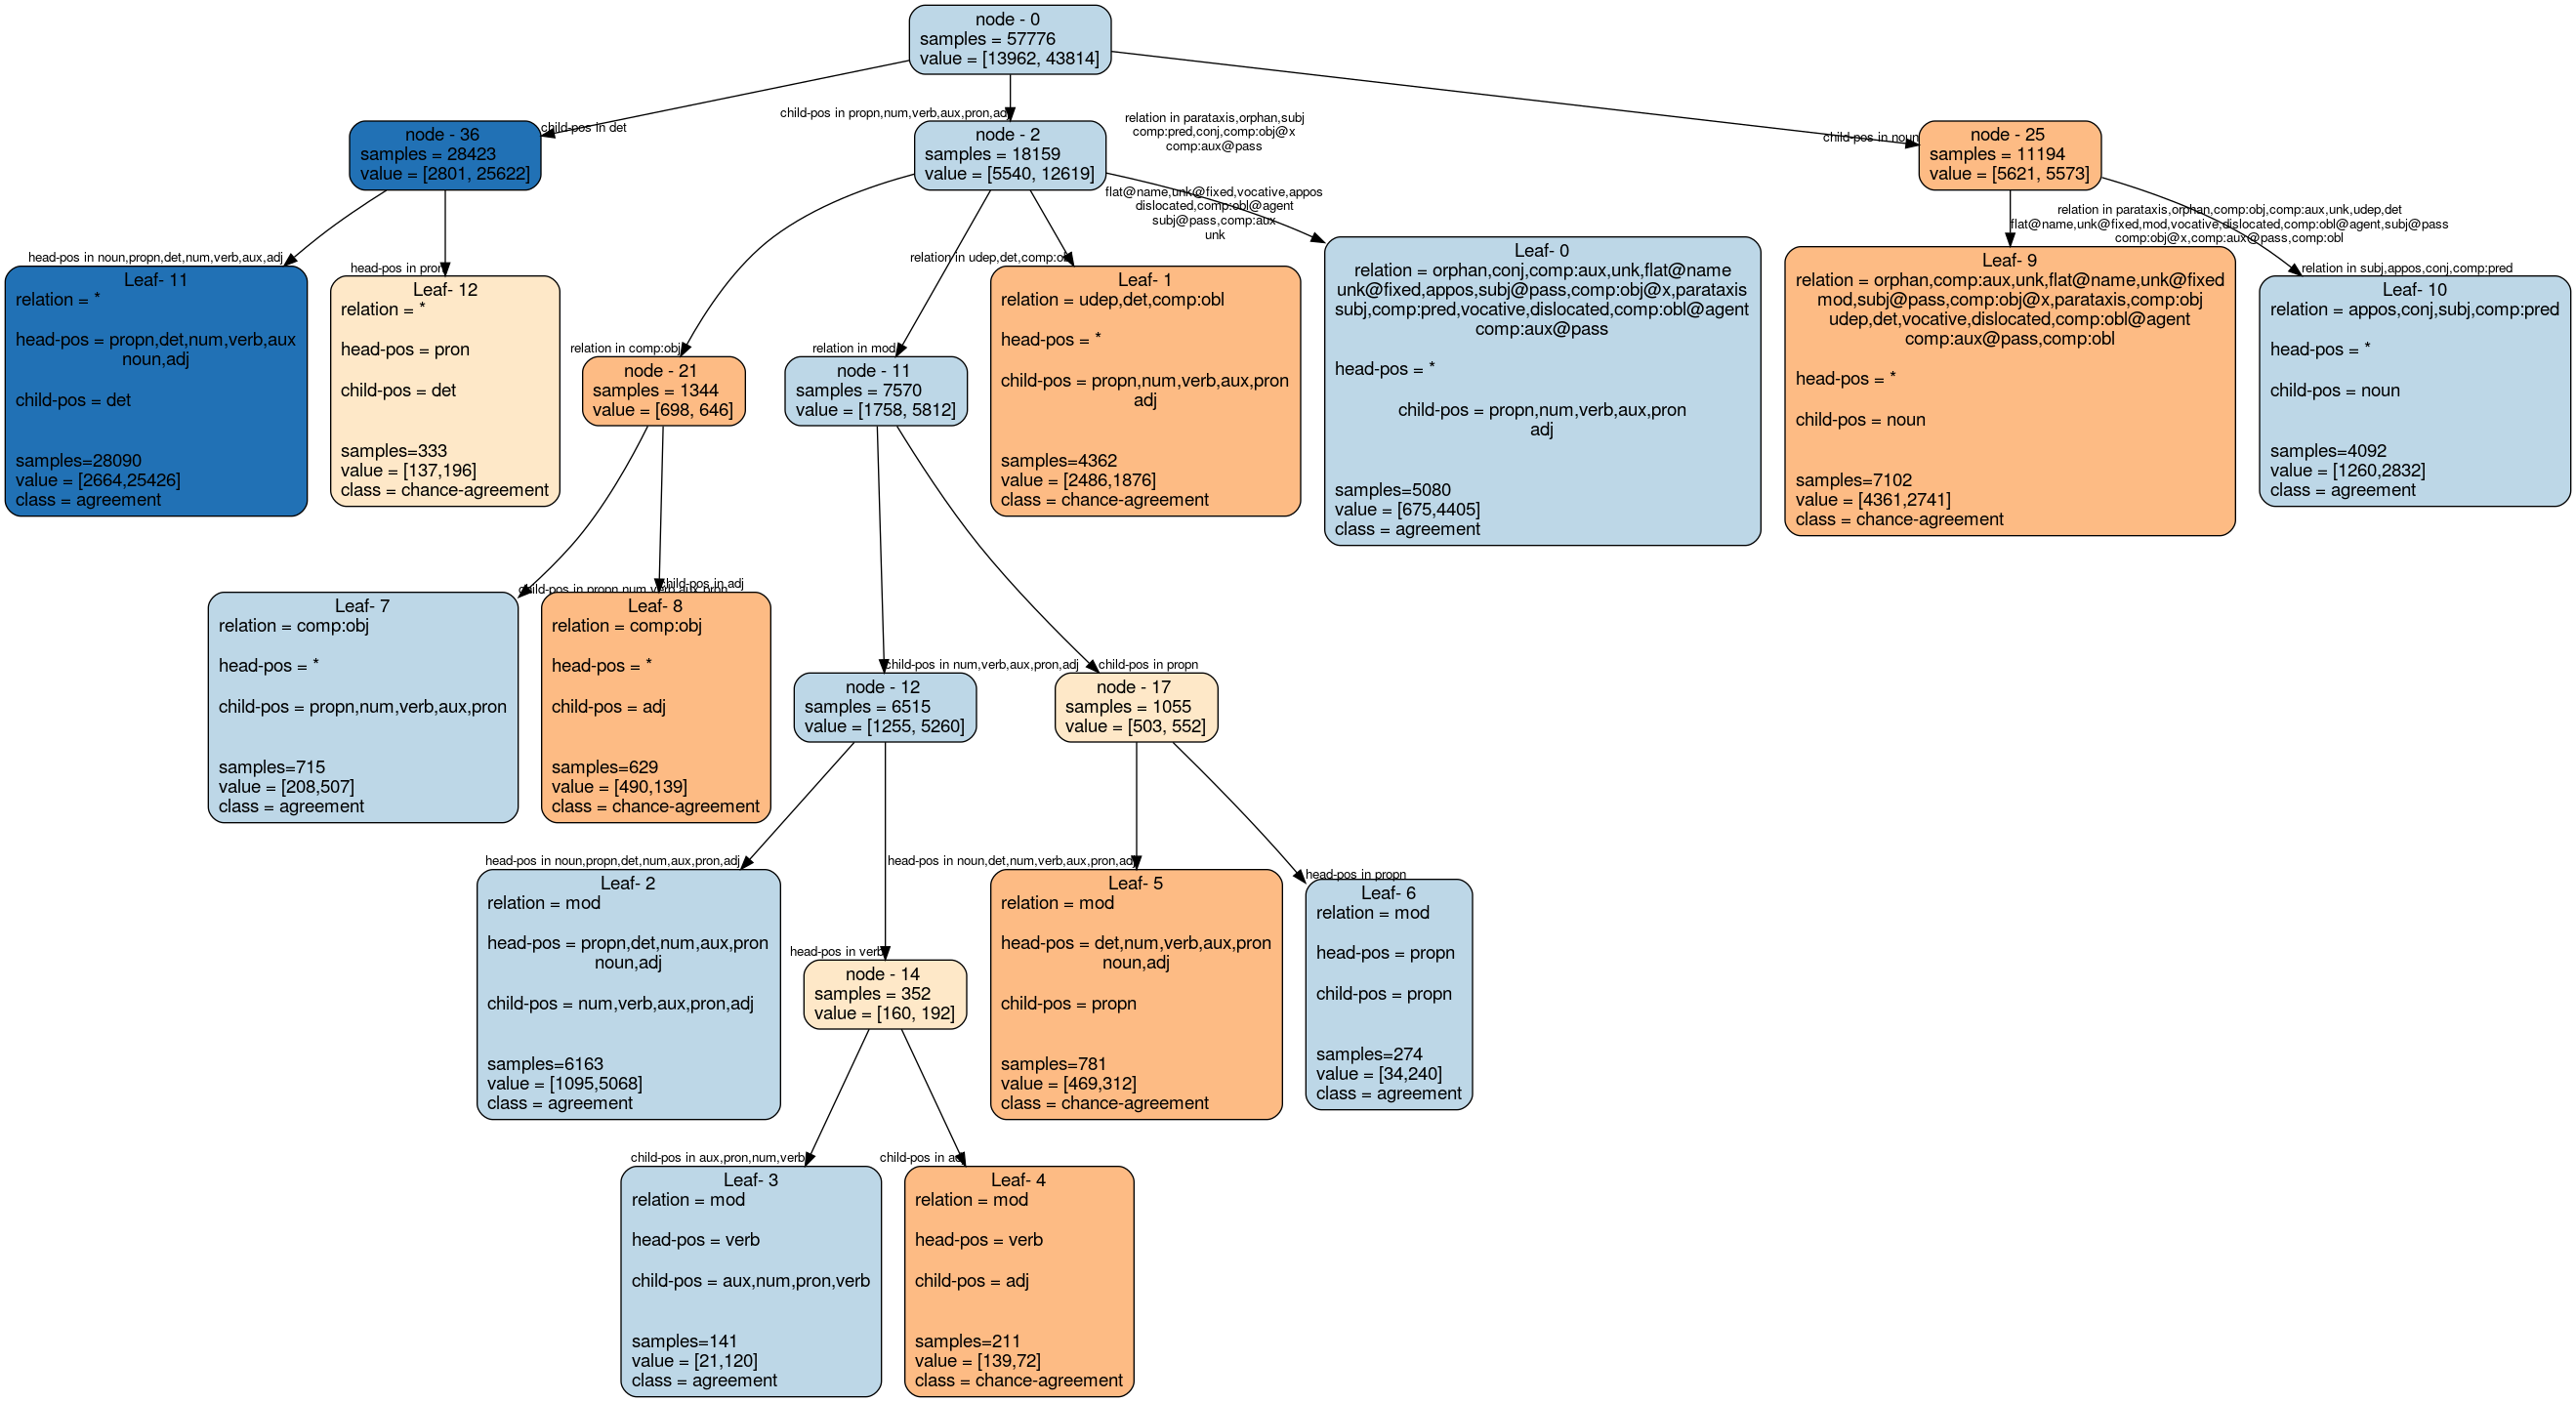 node - 0
samples = 57776
value = [13962, 43814]
child-pos in det
child-pos in propn,num,verb,aux,pron,adj
relation in parataxis,orphan,subj
comp:pred,conj,comp:obj@x
comp:aux@pass
flat@name,unk@fixed,vocative,appos
dislocated,comp:obl@agent
subj@pass,comp:aux
unk
child-pos in noun
node - 36
samples = 28423
value = [2801, 25622]
node - 2
samples = 18159
value = [5540, 12619]
node - 25
samples = 11194
value = [5621, 5573]
head-pos in noun,propn,det,num,verb,aux,adj
head-pos in pron
relation in udep,det,comp:obl
relation in parataxis,orphan,comp:obj,comp:aux,unk,udep,det
flat@name,unk@fixed,mod,vocative,dislocated,comp:obl@agent,subj@pass
comp:obj@x,comp:aux@pass,comp:obl
relation in subj,appos,conj,comp:pred
Leaf- 11
relation = *
head-pos = propn,det,num,verb,aux
noun,adj
child-pos = det
samples=28090
value = [2664,25426]
class = agreement
Leaf- 12
relation = *
head-pos = pron
child-pos = det
samples=333
value = [137,196]
class = chance-agreement
relation in comp:obj
node - 21
samples = 1344
value = [698, 646]
relation in mod
node - 11
samples = 7570
value = [1758, 5812]
Leaf- 1
relation = udep,det,comp:obl
head-pos = *
child-pos = propn,num,verb,aux,pron
adj
samples=4362
value = [2486,1876]
class = chance-agreement
Leaf- 0
relation = orphan,conj,comp:aux,unk,flat@name
unk@fixed,appos,subj@pass,comp:obj@x,parataxis
subj,comp:pred,vocative,dislocated,comp:obl@agent
comp:aux@pass
head-pos = *
child-pos = propn,num,verb,aux,pron
adj
samples=5080
value = [675,4405]
class = agreement
Leaf- 9
relation = orphan,comp:aux,unk,flat@name,unk@fixed
mod,subj@pass,comp:obj@x,parataxis,comp:obj
udep,det,vocative,dislocated,comp:obl@agent
comp:aux@pass,comp:obl
head-pos = *
child-pos = noun
samples=7102
value = [4361,2741]
class = chance-agreement
Leaf- 10
relation = appos,conj,subj,comp:pred
head-pos = *
child-pos = noun
samples=4092
value = [1260,2832]
class = agreement
child-pos in propn,num,verb,aux,pron
child-pos in adj
Leaf- 7
relation = comp:obj
head-pos = *
child-pos = propn,num,verb,aux,pron
samples=715
value = [208,507]
class = agreement
Leaf- 8
relation = comp:obj
head-pos = *
child-pos = adj
samples=629
value = [490,139]
class = chance-agreement
child-pos in num,verb,aux,pron,adj
child-pos in propn
node - 12
samples = 6515
value = [1255, 5260]
node - 17
samples = 1055
value = [503, 552]
head-pos in noun,propn,det,num,aux,pron,adj
head-pos in noun,det,num,verb,aux,pron,adj
head-pos in propn
Leaf- 2
relation = mod
head-pos = propn,det,num,aux,pron
noun,adj
child-pos = num,verb,aux,pron,adj
samples=6163
value = [1095,5068]
class = agreement
head-pos in verb
node - 14
samples = 352
value = [160, 192]
Leaf- 5
relation = mod
head-pos = det,num,verb,aux,pron
noun,adj
child-pos = propn
samples=781
value = [469,312]
class = chance-agreement
Leaf- 6
relation = mod
head-pos = propn
child-pos = propn
samples=274
value = [34,240]
class = agreement
child-pos in aux,pron,num,verb
child-pos in adj
Leaf- 3
relation = mod
head-pos = verb
child-pos = aux,num,pron,verb
samples=141
value = [21,120]
class = agreement
Leaf- 4
relation = mod
head-pos = verb
child-pos = adj
samples=211
value = [139,72]
class = chance-agreement